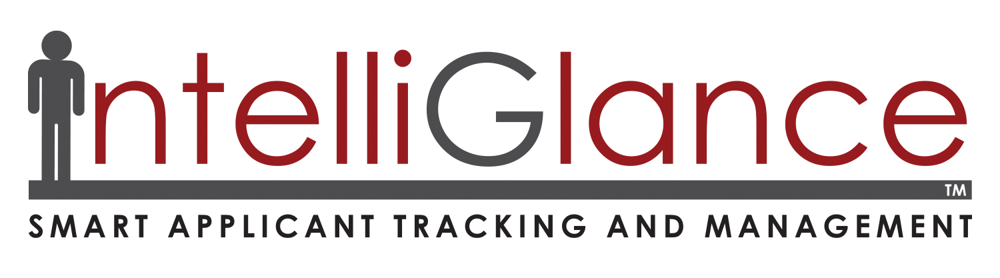 IntelliGlance
TM
SMART APPLICANT TRACKING AND MANAGEMENT